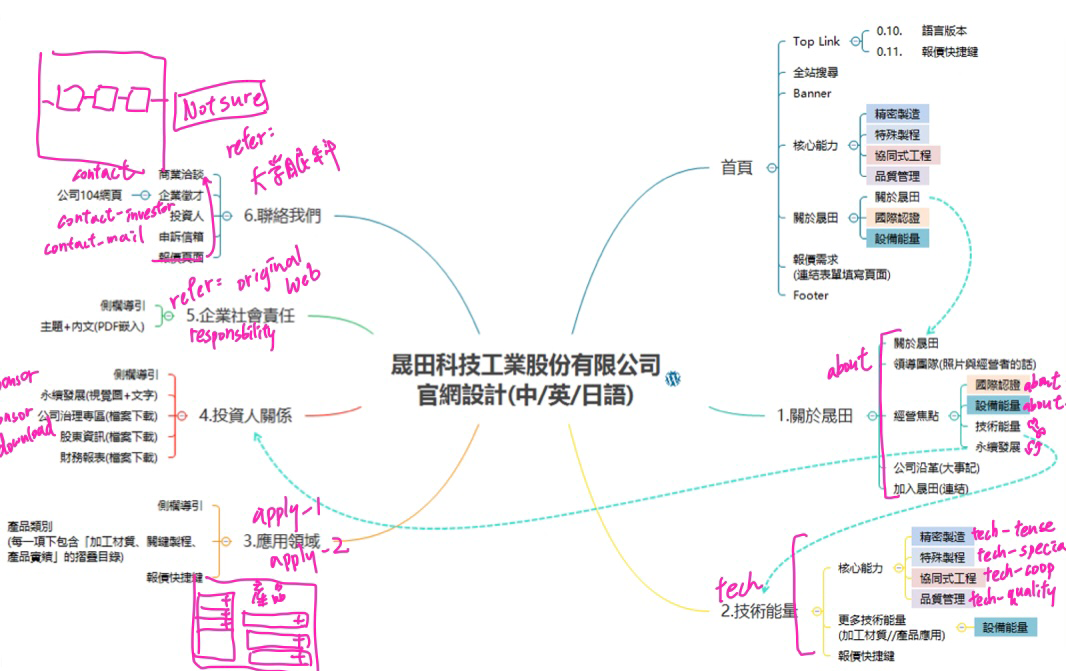 晟田科技工業股份有限公司
官網設計(中/英/日語)
首頁
Top Link
0.10. 語言版本
0.11. 報價快捷鍵
全站搜尋
Banner
核心能力
精密製造
特殊製程
協同式工程
品質管理
關於晟田
關於晟田
國際認證
設備能量
報價需求
(連結表單填寫頁面)
Footer
about
1.關於晟田
關於晟田
領導團隊(照片與經營者的話)
經營焦點
國際認證 about
設備能量 about-
技術能量
永續發展
公司沿革(大事記)
加入晟田(連結)
tech
2.技術能量
核心能力
精密製造 tech-tense
特殊製程 tech-specia
協同式工程 tech-coop
品質管理 tech-quality
更多技術能量
(加工材質//產品應用)
設備能量
報價快捷鍵
apply-1
3.應用領域
apply-2
側欄導引
產品類別
(每一項下包含「加工材質、關鍵製程、
產品實績」的摺疊目錄)
報價快捷鍵
產品
4.投資人關係
側欄導引
永續發展(視覺圖+文字)
公司治理專區(檔案下載)
股東資訊(檔案下載)
財務報表(檔案下載)
onsor
onsor
download
refer: original
web
5.企業社會責任
responsbility
側欄導引
主題+內文(PDF嵌入)
Not sure
refer:
6.聯絡我們
contact
商業洽談
公司104網頁
企業徵才
contact-investor
投資人
contact-mail
申訴信箱
報價頁面